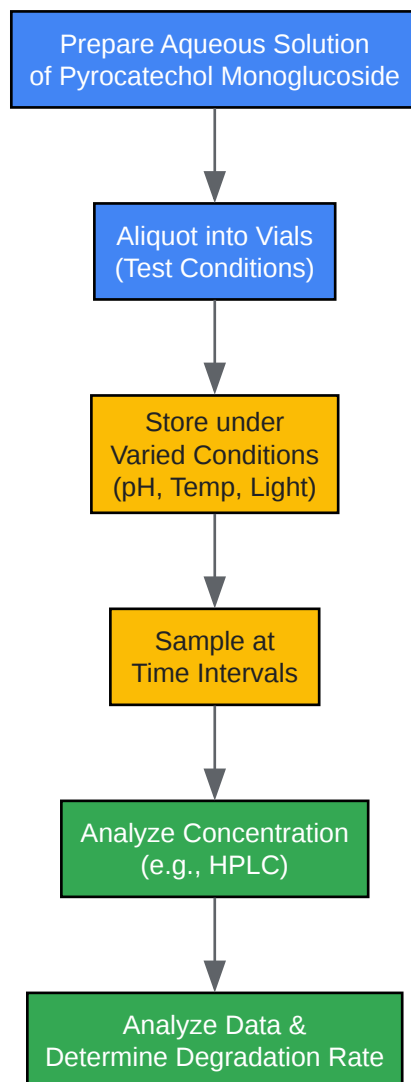 Prepare Aqueous Solution
of Pyrocatechol Monoglucoside
Aliquot into Vials
(Test Conditions)
Store under
Varied Conditions
(pH, Temp, Light)
Sample at
Time Intervals
Analyze Concentration
(e.g., HPLC)
Analyze Data &
Determine Degradation Rate